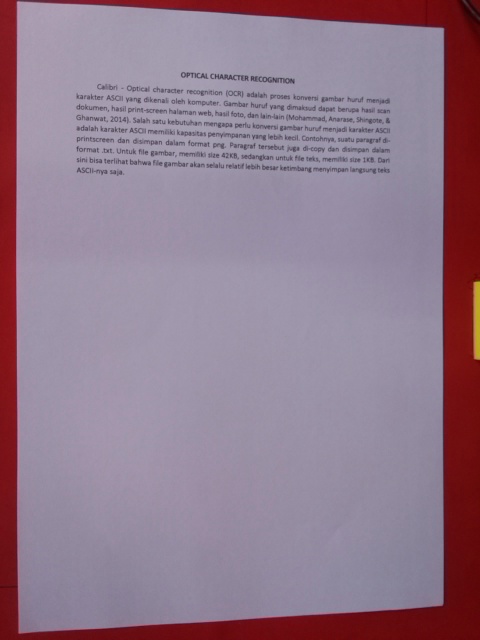 OPTICAL CHARACTER RECOGNITION
Calibri - Optical character recognition (OCR) adalah proses konversi gambar huruf menjadi
karakter ASCII yang dikenali oleh komputer. Gambar huruf yang dimaksud dapat berupa hasil scan
dokumen, hasil print-screen halaman web, hasil foto, dan lain-lain (Mohammad, Anarase, Shingote, &
Ghanwat, 2014). Salah satu kebutuhan mengapa perlu konversi gambar huruf menjadi karakter ASCII
adalah karakter ASCII memiliki kapasitas penyimpanan yang lebih kecil. Contohnya, suatu paragraf di-
printscreen dan disimpan dalam format png. Paragraf tersebut juga di-copy dan disimpan dalam
format .txt. Untuk file gambar, memiliki size 42KB, sedangkan untuk file teks, memiliki size 1KB. Dari
sini bisa terlihat bahwa file gambar akan selalu relatif lebih besar ketimbang menyimpan langsung teks
ASCII-nya saja.